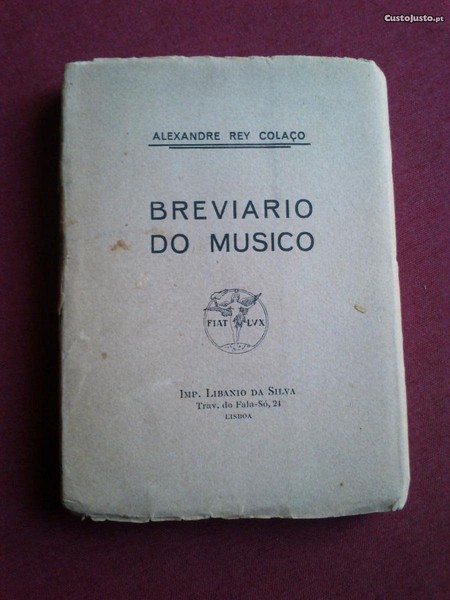 CustoJusto.pt
ALEXANDRE REY COLAÇO
BREVIARIO
DO MUSICO
FIAT LVX
IMP. LIBANIO DA SILVA
Trav. do Fala-Só, 24
LISBOA